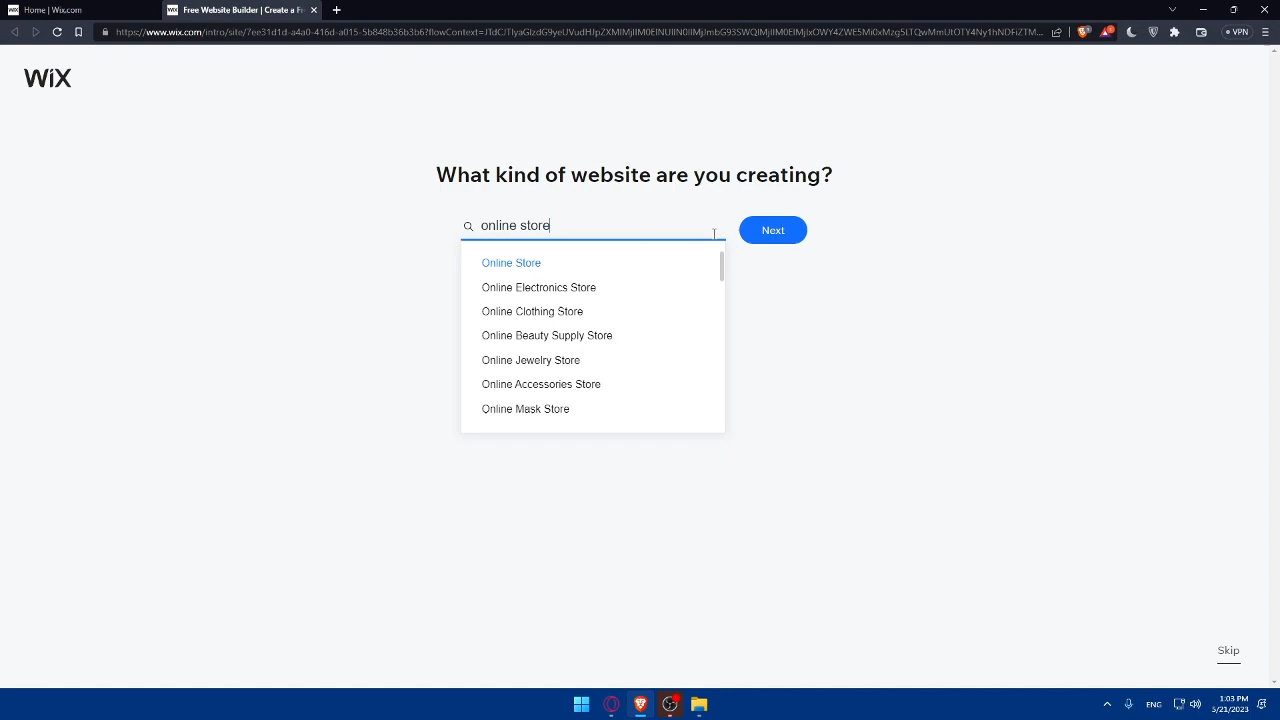 Home | Wix.com
WiX Free Website Builder | Create a Fr
WiX
What kind of website are you creating?
online store
Next
Online Store
Online Electronics Store
Online Clothing Store
Online Beauty Supply Store
Online Jewelry Store
Online Accessories Store
Online Mask Store
Skip
VPN
ENG
1:03 PM
5/23/2023